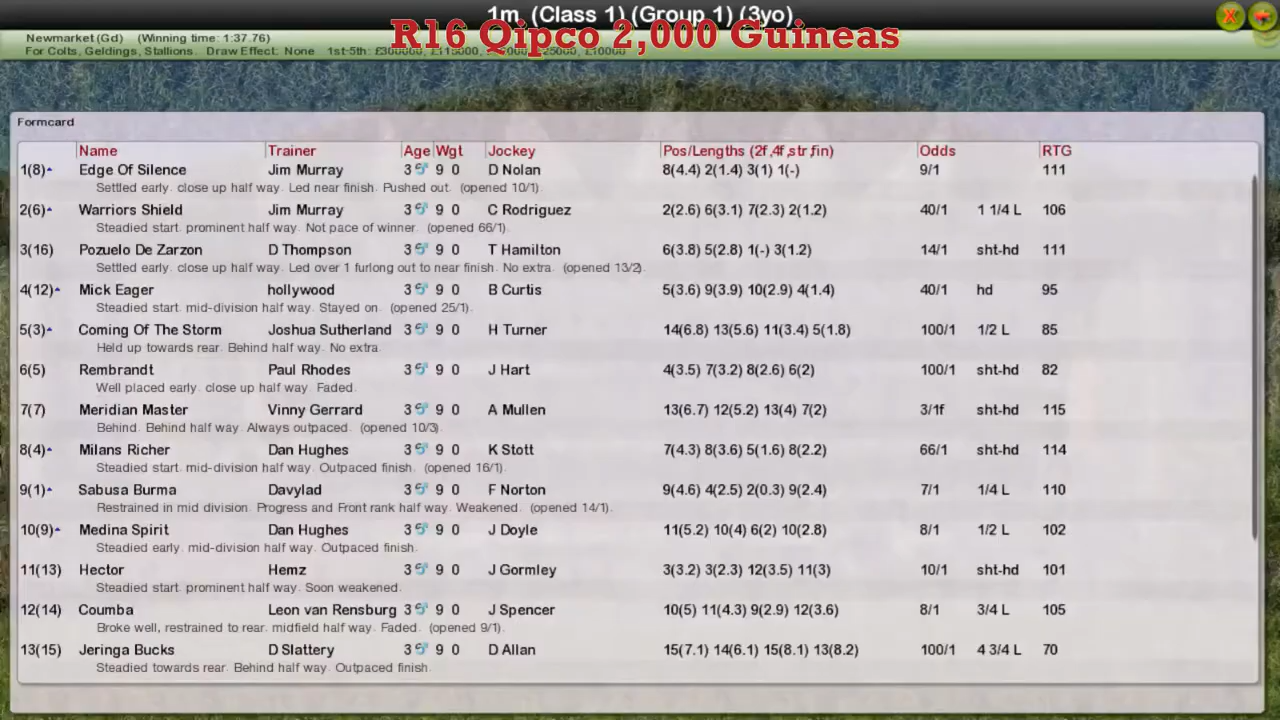 1m. (Class 1) (Group 1) (3yo).
R16 Qipco 2,000 Guineas
Newmarket(Gd) (Winning time: 1:37.76)
For Colts, Geldings, Stallions. Draw Effect: None 1st-5th: £300000, £115000, £10000
Formcard
Name Trainer Age Wgt Jockey Pos/Lengths (2f,4f,str,fin) Odds RTG
1(8) Edge Of Silence Jim Murray 3 9 0 D Nolan 8(4.4) 2(1.4) 3(1) 1(-) 9/1 111
Settled early. close up half way. Led near finish. Pushed out. (opened 10/1).
2(6) Warriors Shield Jim Murray 3 9 0 C Rodriguez 2(2.6) 6(3.1) 7(2.3) 2(1.2) 40/1 1 1/4 L 106
Steadied start. prominent half way. Not pace of winner. (opened 66/1).
3(16) Pozuelo De Zarzon D Thompson 3 9 0 T Hamilton 6(3.8) 5(2.8) 1(-) 3(1.2) 14/1 sht-hd 111
Settled early. close up half way. Led over 1 furlong out to near finish. No extra. (opened 13/2).
4(12) Mick Eager hollywood 3 9 0 B Curtis 5(3.6) 9(3.9) 10(2.9) 4(1.4) 40/1 hd 95
Steadied start. mid-division half way. Stayed on. (opened 25/1).
5(3) Coming Of The Storm Joshua Sutherland 3 9 0 H Turner 14(6.8) 13(5.6) 11(3.4) 5(1.8) 100/1 1/2 L 85
Held up towards rear. Behind half way. No extra.
6(5) Rembrandt Paul Rhodes 3 9 0 J Hart 4(3.5) 7(3.2) 8(2.6) 6(2) 100/1 sht-hd 82
Well placed early. close up half way. Faded.
7(7) Meridian Master Vinny Gerrard 3 9 0 A Mullen 13(6.7) 12(5.2) 13(4) 7(2) 3/1f sht-hd 115
Behind. Behind half way. Always outpaced. (opened 10/3).
8(4) Milans Richer Dan Hughes 3 9 0 K Stott 7(4.3) 8(3.6) 5(1.6) 8(2.2) 66/1 sht-hd 114
Steadied start. mid-division half way. Outpaced finish. (opened 16/1).
9(1) Sabusa Burma Davylad 3 9 0 F Norton 9(4.6) 4(2.5) 2(0.3) 9(2.4) 7/1 1/4 L 110
Restrained in mid division. Progress and Front rank half way. Weakened. (opened 14/1).
10(9) Medina Spirit Dan Hughes 3 9 0 J Doyle 11(5.2) 10(4) 6(2) 10(2.8) 8/1 1/2 L 102
Steadied early. mid-division half way. Outpaced finish.
11(13) Hector Hemz 3 9 0 J Gormley 3(3.2) 3(2.3) 12(3.5) 11(3) 10/1 sht-hd 101
Steadied start. prominent half way. Soon weakened.
12(14) Coumba Leon van Rensburg 3 9 0 J Spencer 10(5) 11(4.3) 9(2.9) 12(3.6) 8/1 3/4 L 105
Broke well, restrained to rear. midfield half way. Faded. (opened 9/1).
13(15) Jeringa Bucks D Slattery 3 9 0 D Allan 15(7.1) 14(6.1) 15(8.1) 13(8.2) 100/1 4 3/4 L 70
Steadied towards rear. Behind half way. Outpaced finish.